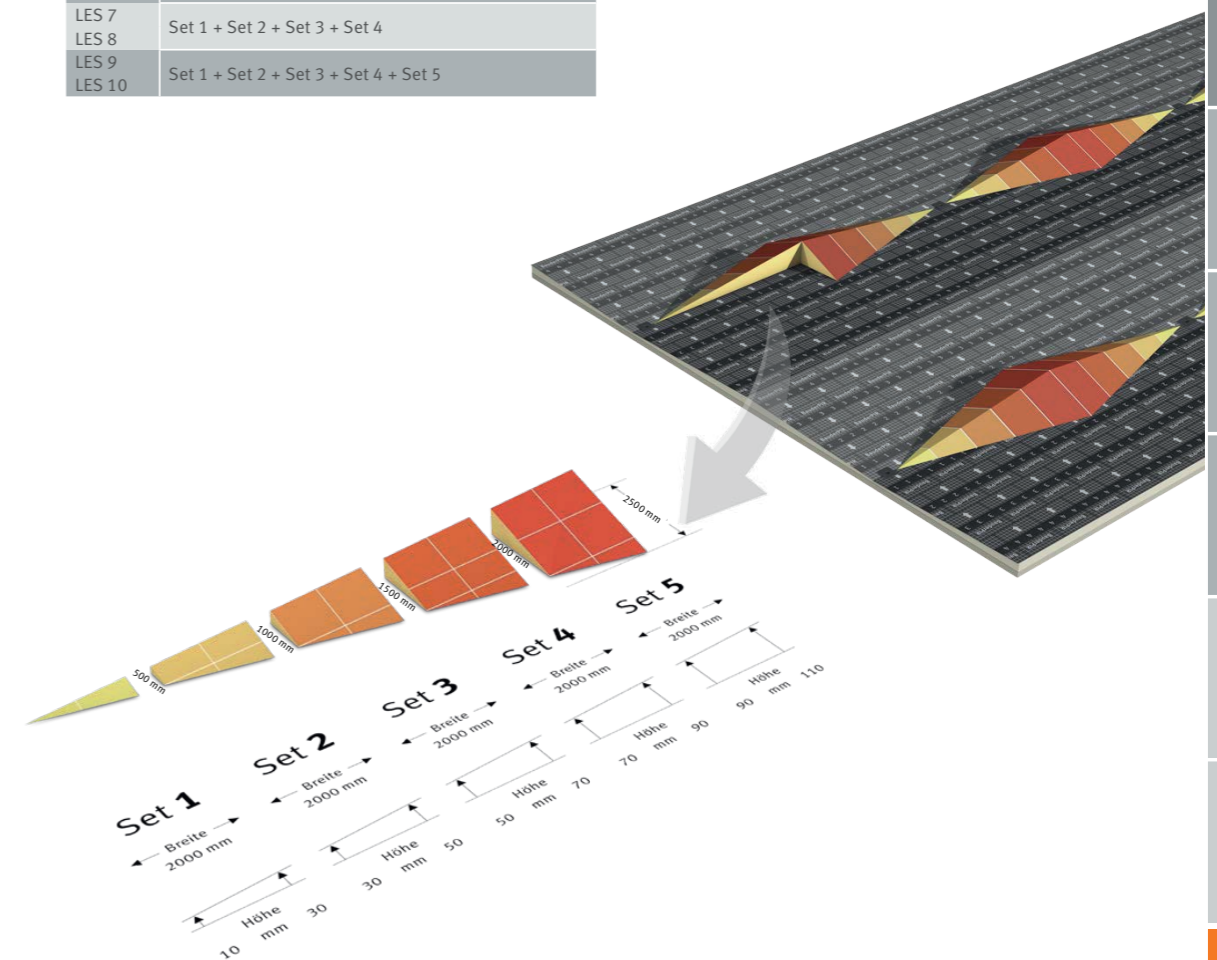 LES 7
LES 8
Set 1 + Set 2 + Set 3 + Set 4
LES 9
LES 10
Set 1 + Set 2 + Set 3 + Set 4 + Set 5
2500 mm
2000 mm
1500 mm
1000 mm
500 mm
Set 5
Breite
2000 mm
Höhe
90 mm 110
Set 4
Breite
2000 mm
Höhe
70 mm 90
Set 3
Breite
2000 mm
Höhe
50 mm 70
Set 2
Breite
2000 mm
Höhe
30 mm 50
Set 1
Breite
2000 mm
Höhe
10 mm 30